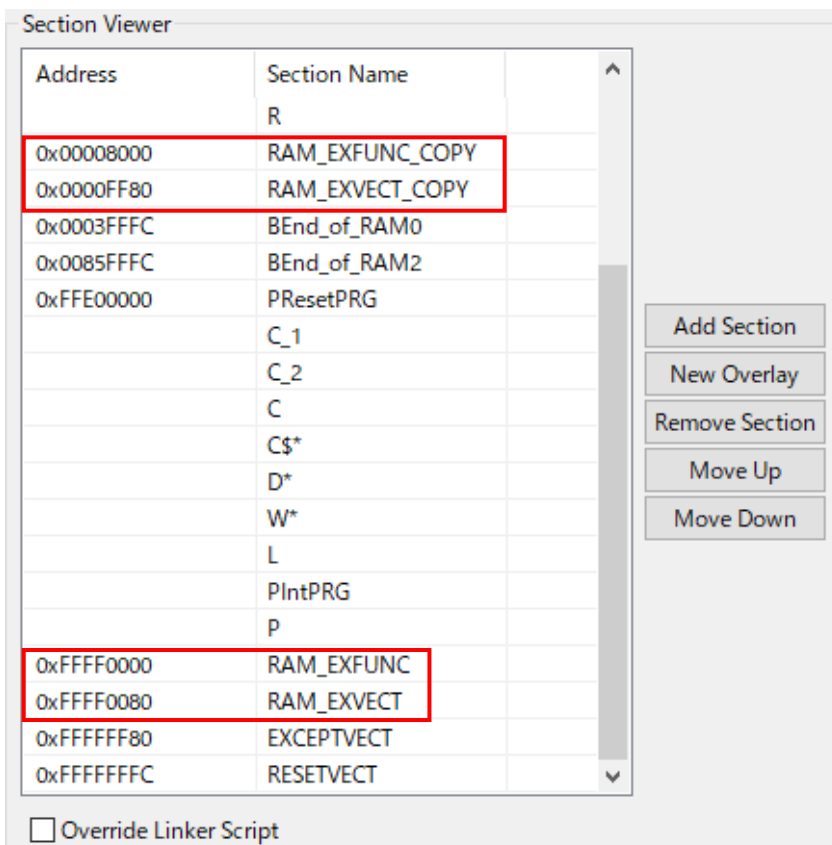 Section Viewer
Address Section Name
R
0x00008000 RAM_EXFUNC_COPY
0x0000FF80 RAM_EXVECT_COPY
0x0003FFFC BEnd_of_RAM0
0x0085FFFC BEnd_of_RAM2
0xFFE00000 PResetPRG
C_1
C_2
C
C$*
D*
W*
L
PIntPRG
P
0xFFFF0000 RAM_EXFUNC
0xFFFF0080 RAM_EXVECT
0xFFFFFF80 EXCEPTVECT
0xFFFFFFFC RESETVECT
Add Section
New Overlay
Remove Section
Move Up
Move Down
Override Linker Script